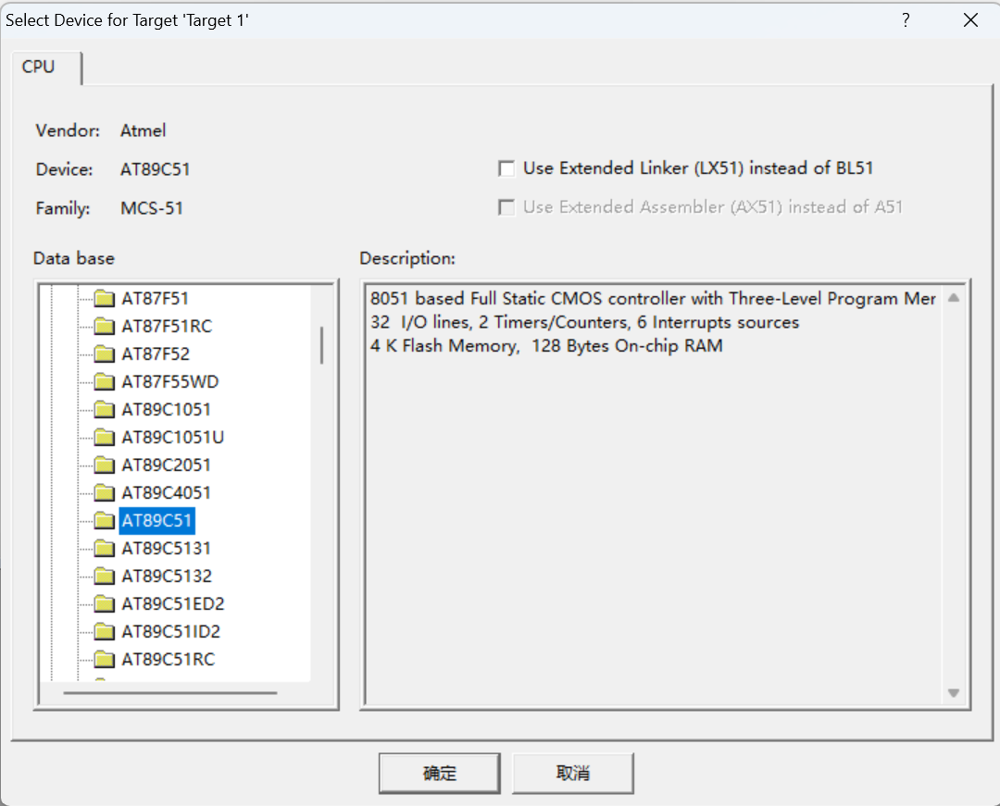 Select Device for Target 'Target 1'
?
CPU
Vendor: Atmel
Device: AT89C51
Family: MCS-51
Use Extended Linker (LX51) instead of BL51
Use Extended Assembler (AX51) instead of A51
Data base
AT87F51
AT87F51RC
AT87F52
AT87F55WD
AT89C1051
AT89C1051U
AT89C2051
AT89C4051
AT89C51
AT89C5131
AT89C5132
AT89C51ED2
AT89C51ID2
AT89C51RC
Description:
8051 based Full Static CMOS controller with Three-Level Program Mer
32  I/O lines, 2 Timers/Counters, 6 Interrupts sources
4 K Flash Memory,  128 Bytes On-chip RAM
确定
取消